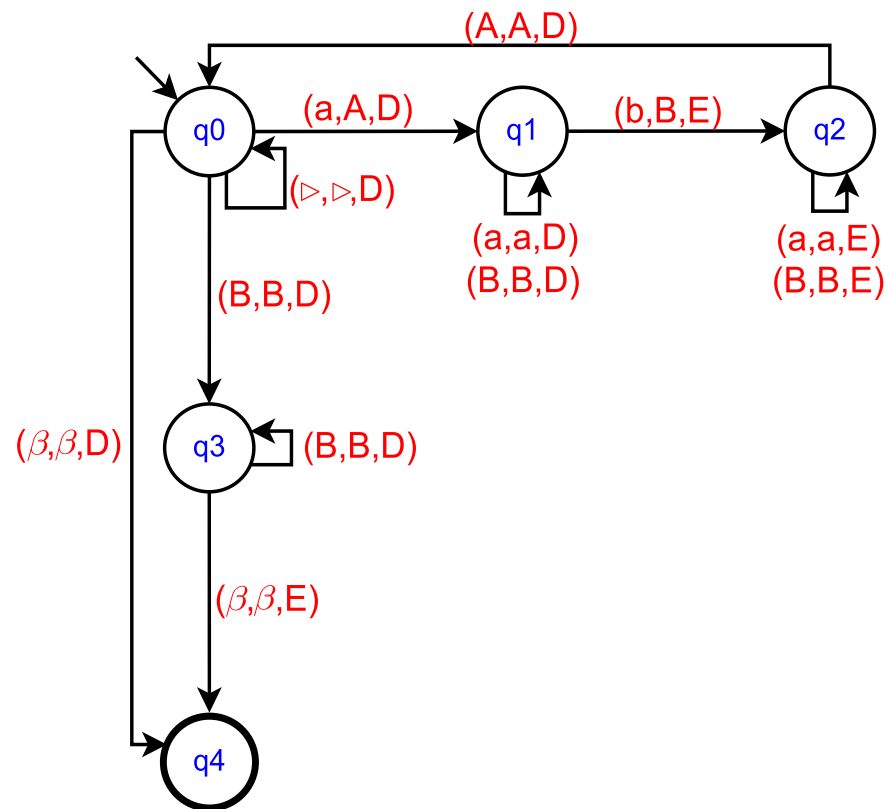 (A,A,D)
q0
(a,A,D)
q1
(b,B,E)
q2
(▷,▷,D)
(a,a,D)
(B,B,D)
(a,a,E)
(B,B,E)
(B,B,D)
(β,β,D)
q3
(B,B,D)
(β,β,E)
q4